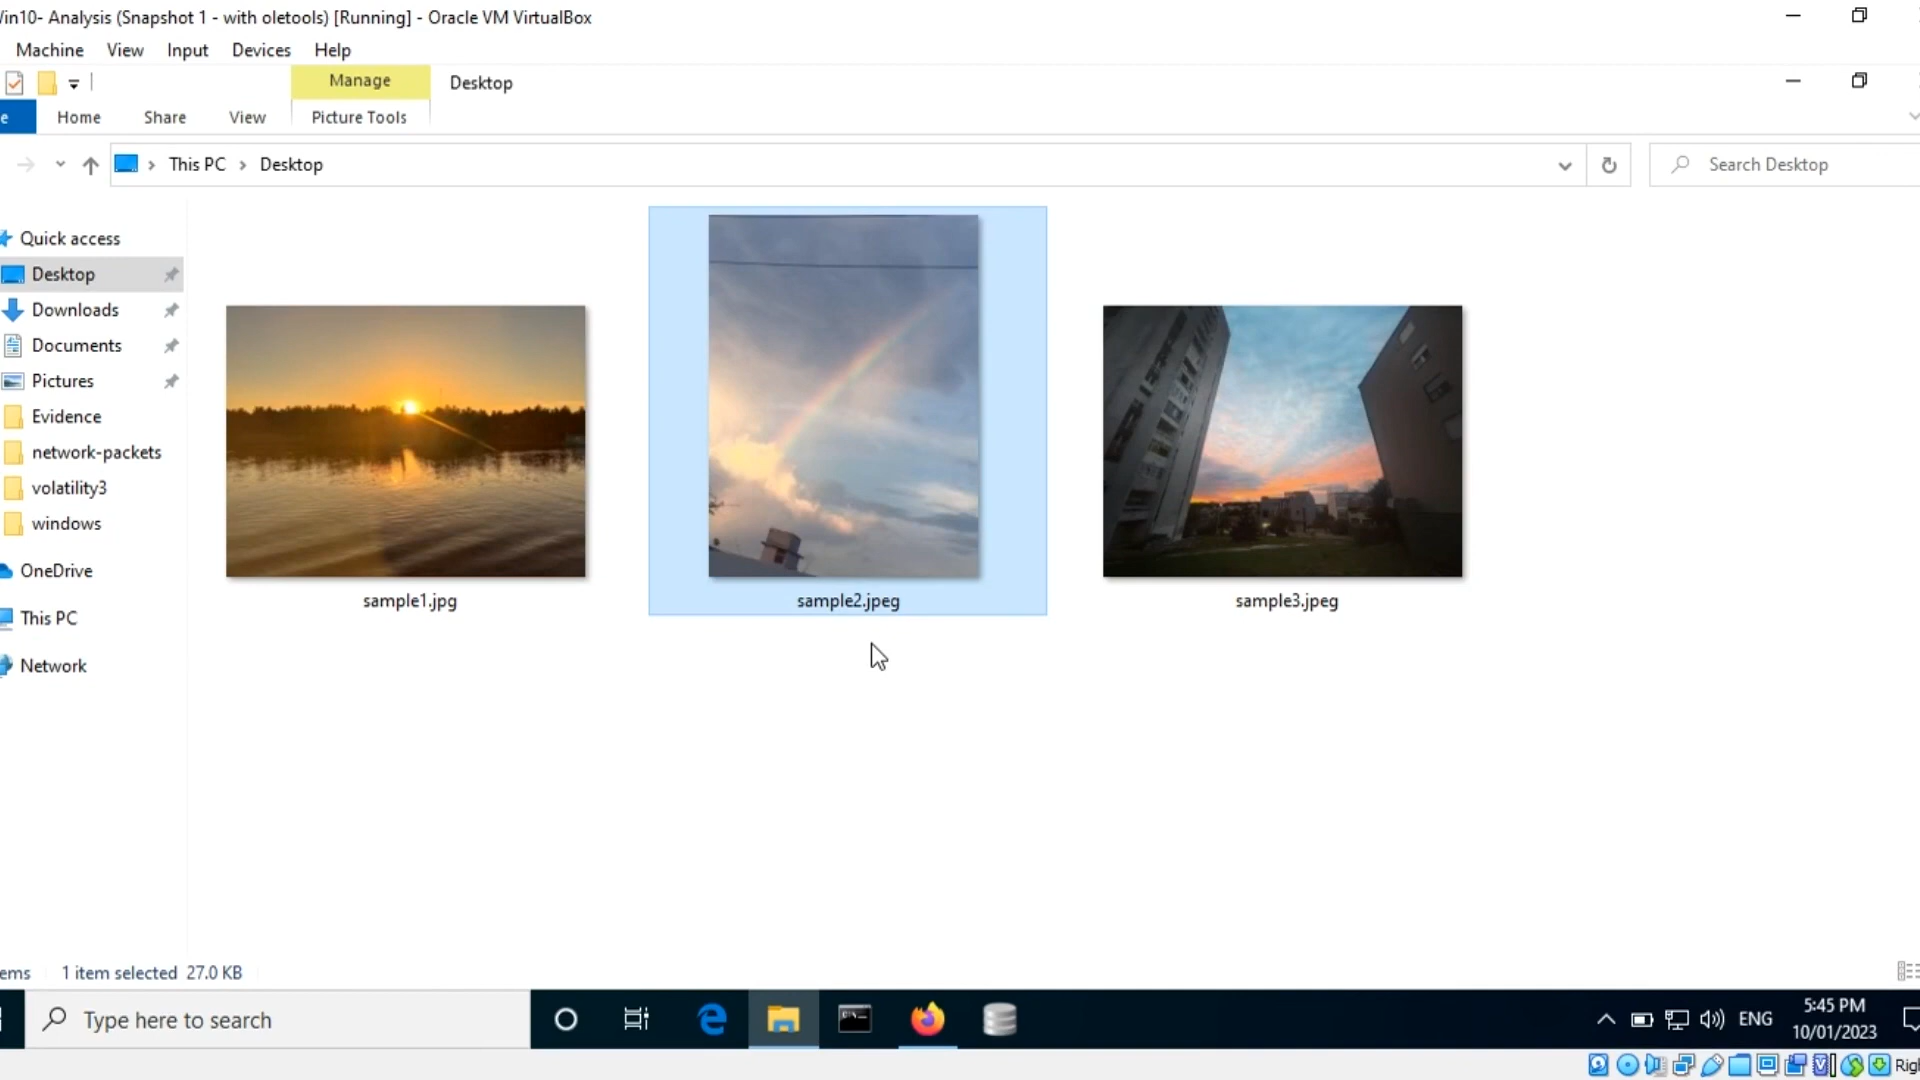 Win10- Analysis (Snapshot 1 - with oletools) [Running] - Oracle VM VirtualBox
Machine View Input Devices Help
Manage Desktop
e Home Share View Picture Tools
This PC Desktop Search Desktop
Quick access
Desktop
Downloads
Documents
Pictures
Evidence
network-packets
volatility3
windows
OneDrive
This PC
Network
sample1.jpg sample2.jpeg sample3.jpeg
ems 1 item selected 27.0 KB
Type here to search ENG 5:45 PM
10/01/2023
Righ